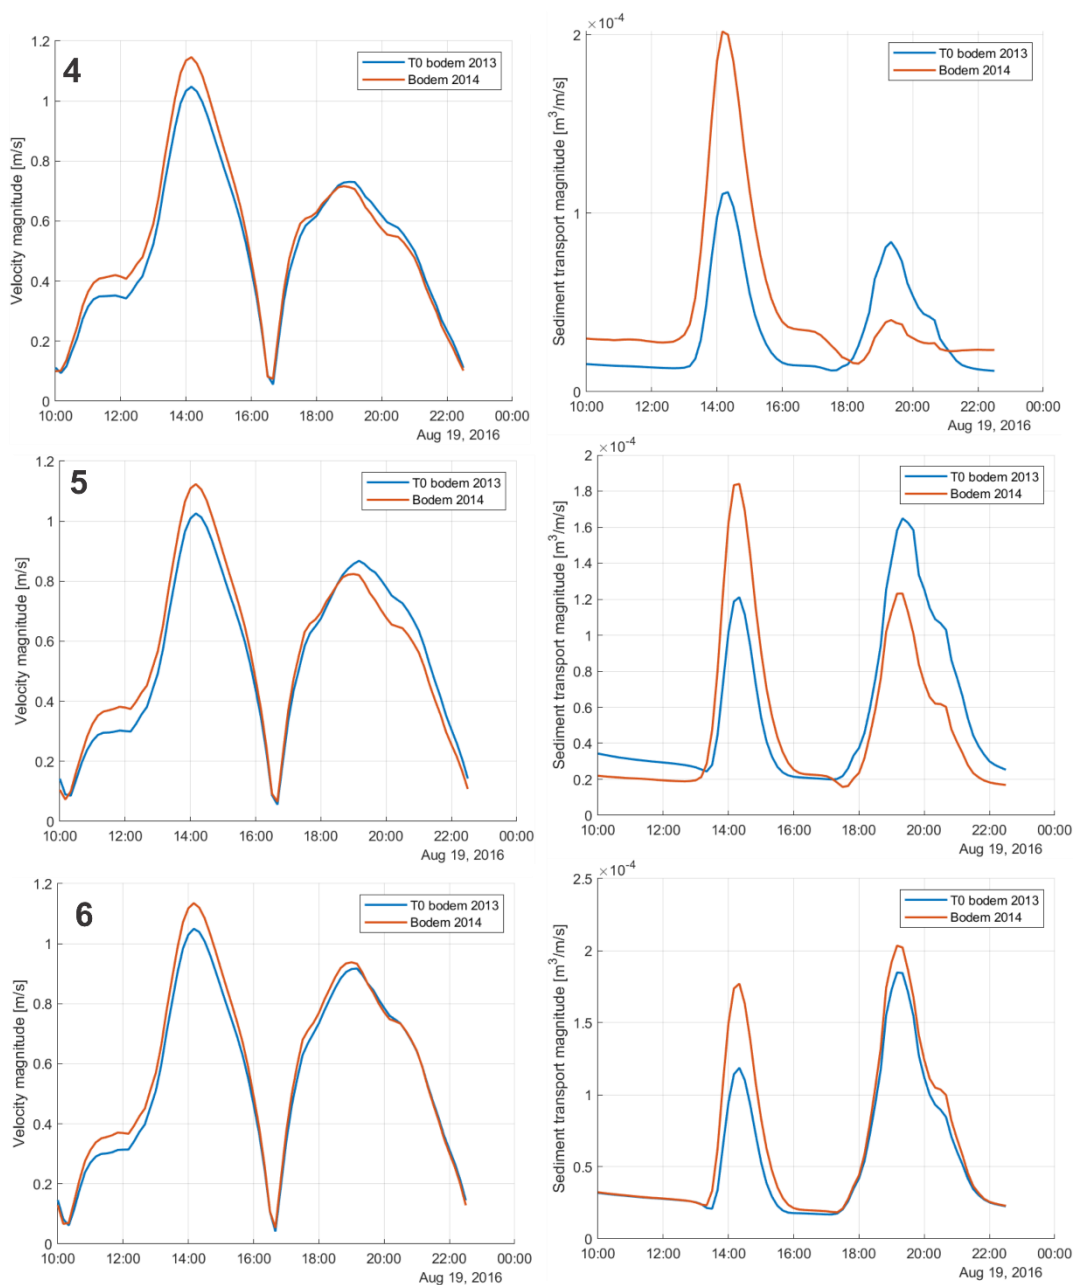 4
T0 bodem 2013
Bodem 2014
Velocity magnitude [m/s]
1.2
1
0.8
0.6
0.4
0.2
0
10:00 12:00 14:00 16:00 18:00 20:00 22:00 00:00
Aug 19, 2016
×10⁻⁴
T0 bodem 2013
Bodem 2014
Sediment transport magnitude [m³/m/s]
2
1
0
10:00 12:00 14:00 16:00 18:00 20:00 22:00 00:00
Aug 19, 2016
5
T0 bodem 2013
Bodem 2014
Velocity magnitude [m/s]
1.2
1
0.8
0.6
0.4
0.2
0
10:00 12:00 14:00 16:00 18:00 20:00 22:00 00:00
Aug 19, 2016
×10⁻⁴
T0 bodem 2013
Bodem 2014
Sediment transport magnitude [m³/m/s]
2
1.8
1.6
1.4
1.2
1
0.8
0.6
0.4
0.2
0
10:00 12:00 14:00 16:00 18:00 20:00 22:00 00:00
Aug 19, 2016
6
T0 bodem 2013
Bodem 2014
Velocity magnitude [m/s]
1.2
1
0.8
0.6
0.4
0.2
0
10:00 12:00 14:00 16:00 18:00 20:00 22:00 00:00
Aug 19, 2016
×10⁻⁴
T0 bodem 2013
Bodem 2014
Sediment transport magnitude [m³/m/s]
2.5
2
1.5
1
0.5
0
10:00 12:00 14:00 16:00 18:00 20:00 22:00 00:00
Aug 19, 2016